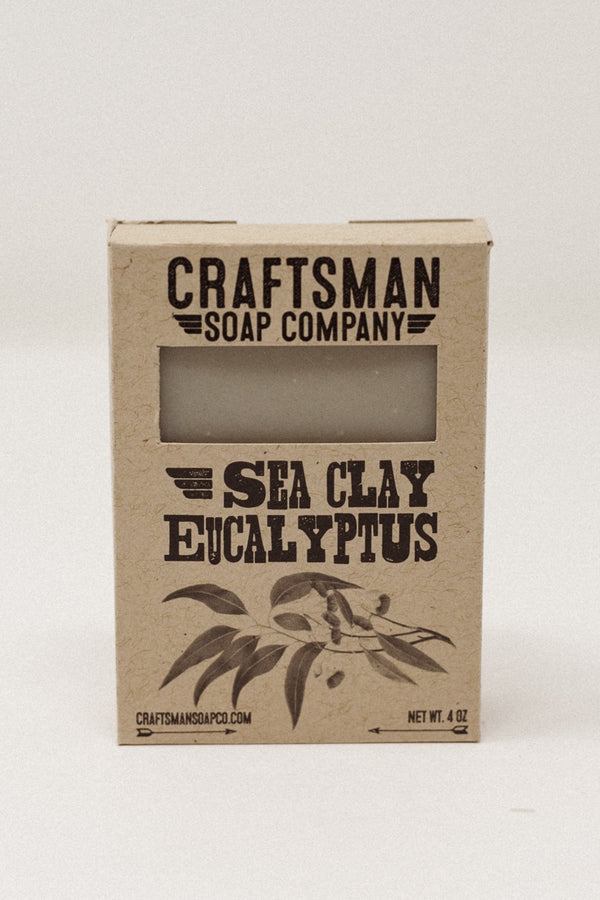 CRAFTSMAN
SOAP COMPANY
SEA CLAY
EUCALYPTUS
CRAFTSMANSOAPCO.COM
NET WT. 4 OZ